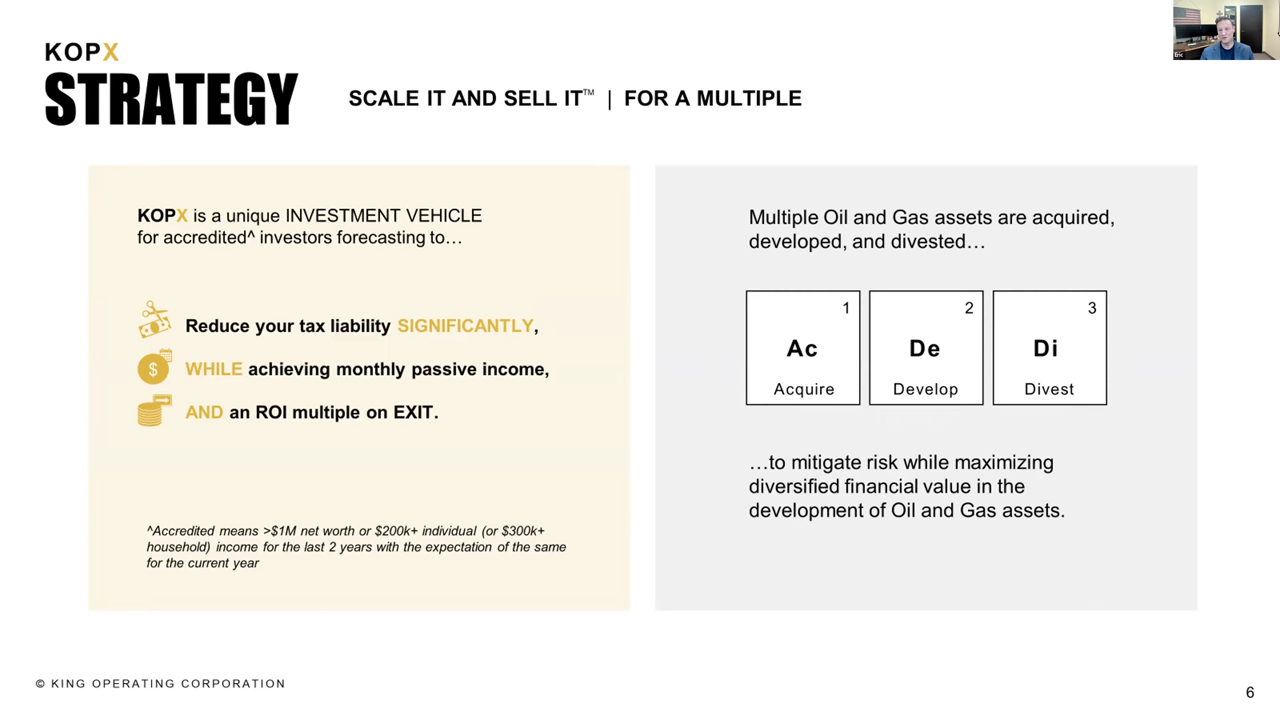 KOPX
STRATEGY
SCALE IT AND SELL IT™ | FOR A MULTIPLE
KOPX is a unique INVESTMENT VEHICLE
for accredited^ investors forecasting to…
Reduce your tax liability SIGNIFICANTLY,
$
WHILE achieving monthly passive income,
AND an ROI multiple on EXIT.
^Accredited means >$1M net worth or $200k+ individual (or $300k+
household) income for the last 2 years with the expectation of the same
for the current year
Multiple Oil and Gas assets are acquired,
developed, and divested…
1
Ac
Acquire
2
De
Develop
3
Di
Divest
…to mitigate risk while maximizing
diversified financial value in the
development of Oil and Gas assets.
Eric
© KING OPERATING CORPORATION
6